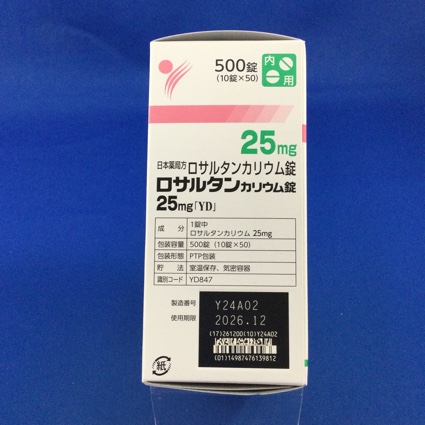 500錠
(10錠×50)
内
用
25mg
日本薬局方 ロサルタンカリウム錠
ロサルタンカリウム錠
25mg「YD」
成分 1錠中
ロサルタンカリウム 25mg
包装容量 500錠（10錠×50）
包装形態 PTP包装
貯法 室温保存、気密容器
識別コード YD847
製造番号 Y24A02
使用期限 2026.12
(17)261200(10)Y24A02
(01)14987476139812
紙